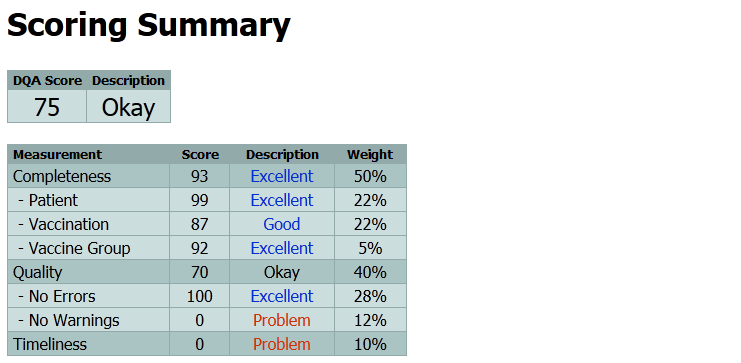 Scoring Summary
DQA Score Description
75 Okay
Measurement Score Description Weight
Completeness 93 Excellent 50%
- Patient 99 Excellent 22%
- Vaccination 87 Good 22%
- Vaccine Group 92 Excellent 5%
Quality 70 Okay 40%
- No Errors 100 Excellent 28%
- No Warnings 0 Problem 12%
Timeliness 0 Problem 10%